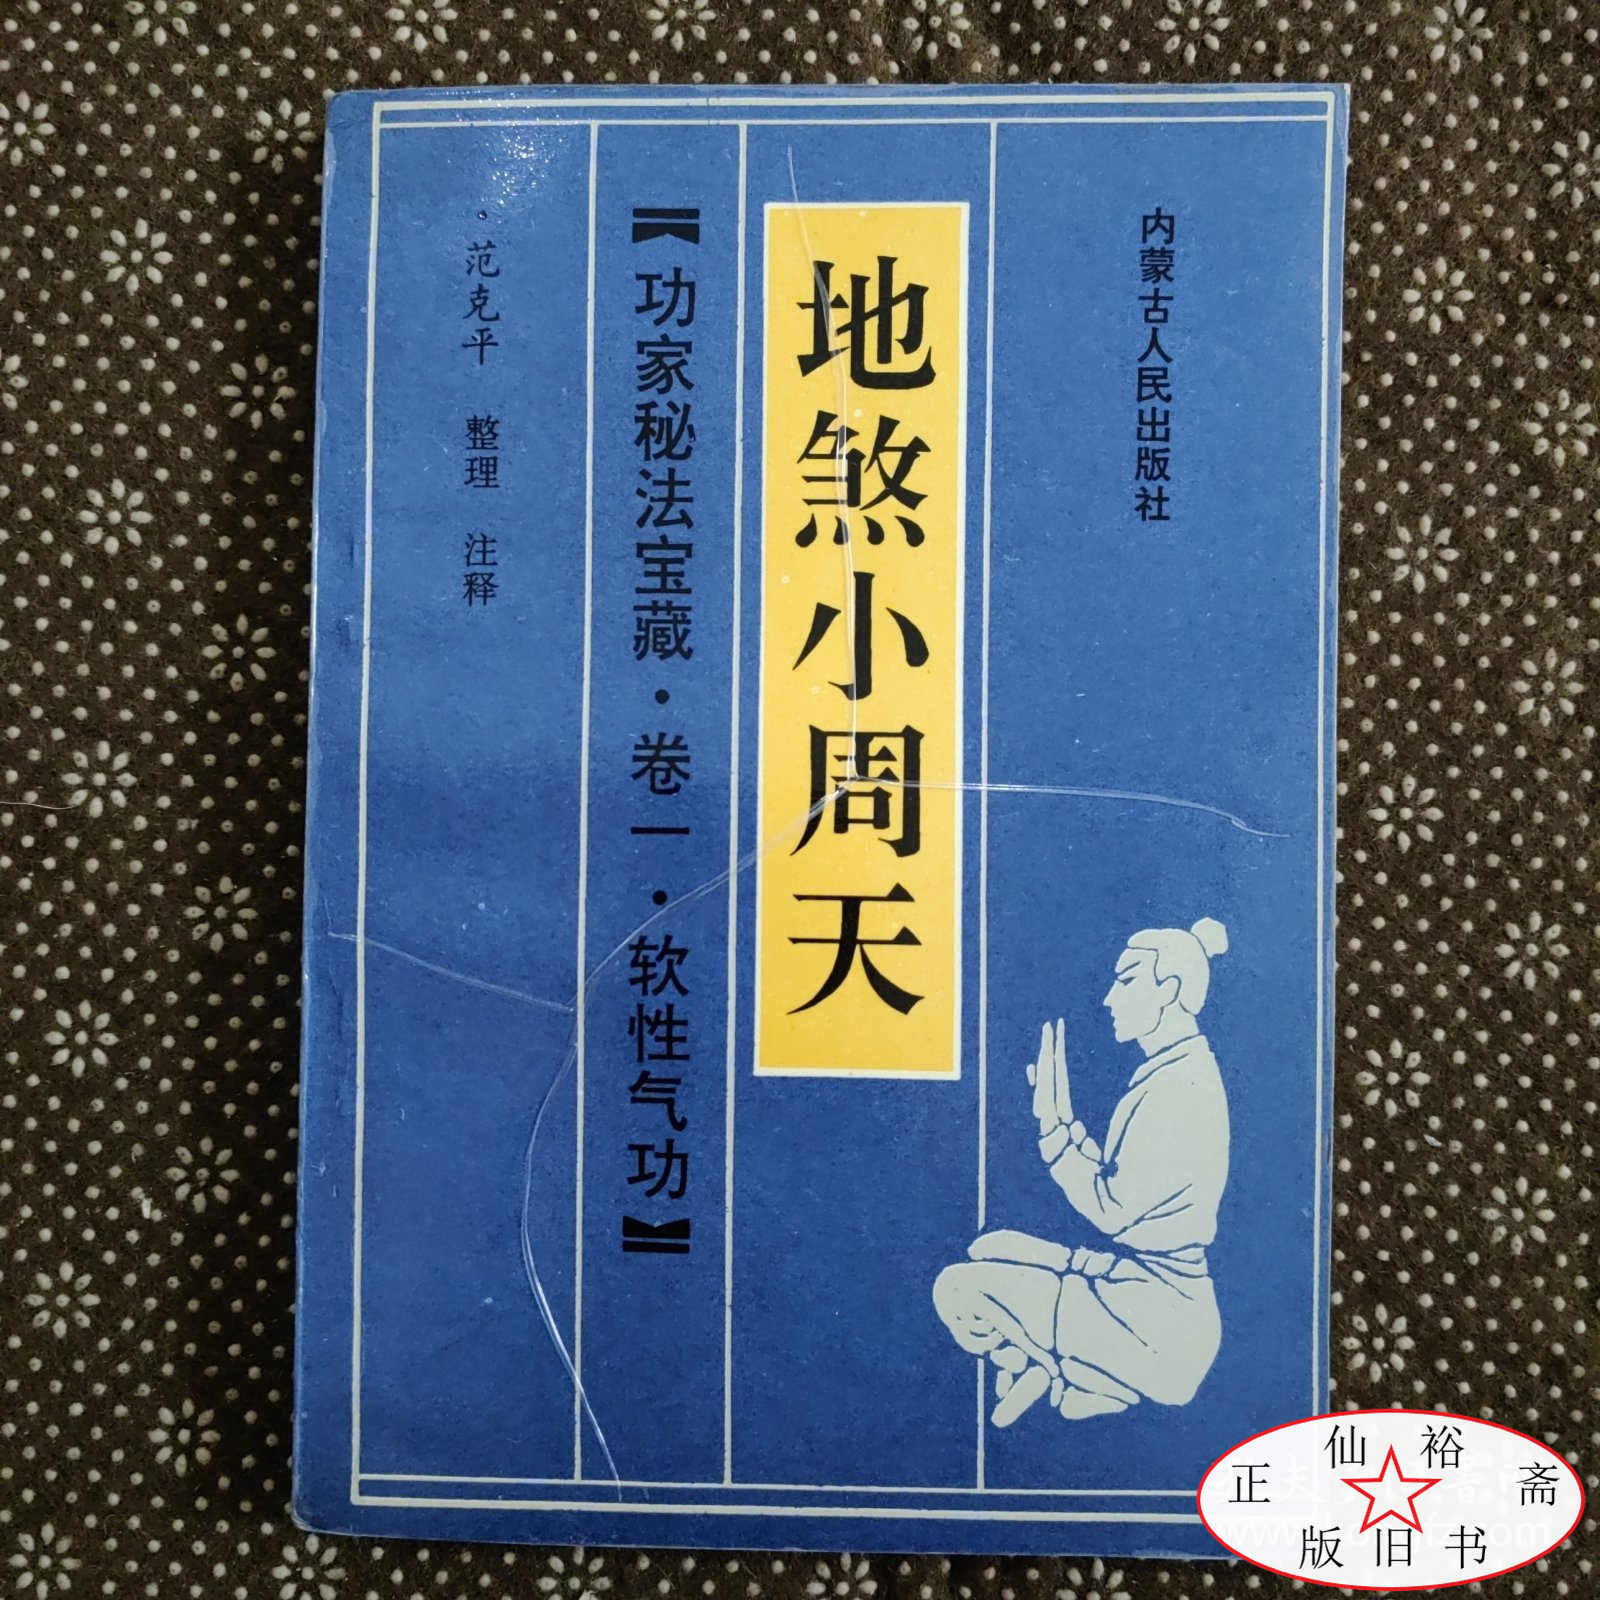 内蒙古人民出版社
地煞小周天
【功家秘法宝藏·卷一·软性气功】
·范克平 整理 注释
仙裕
正 斋
版旧书